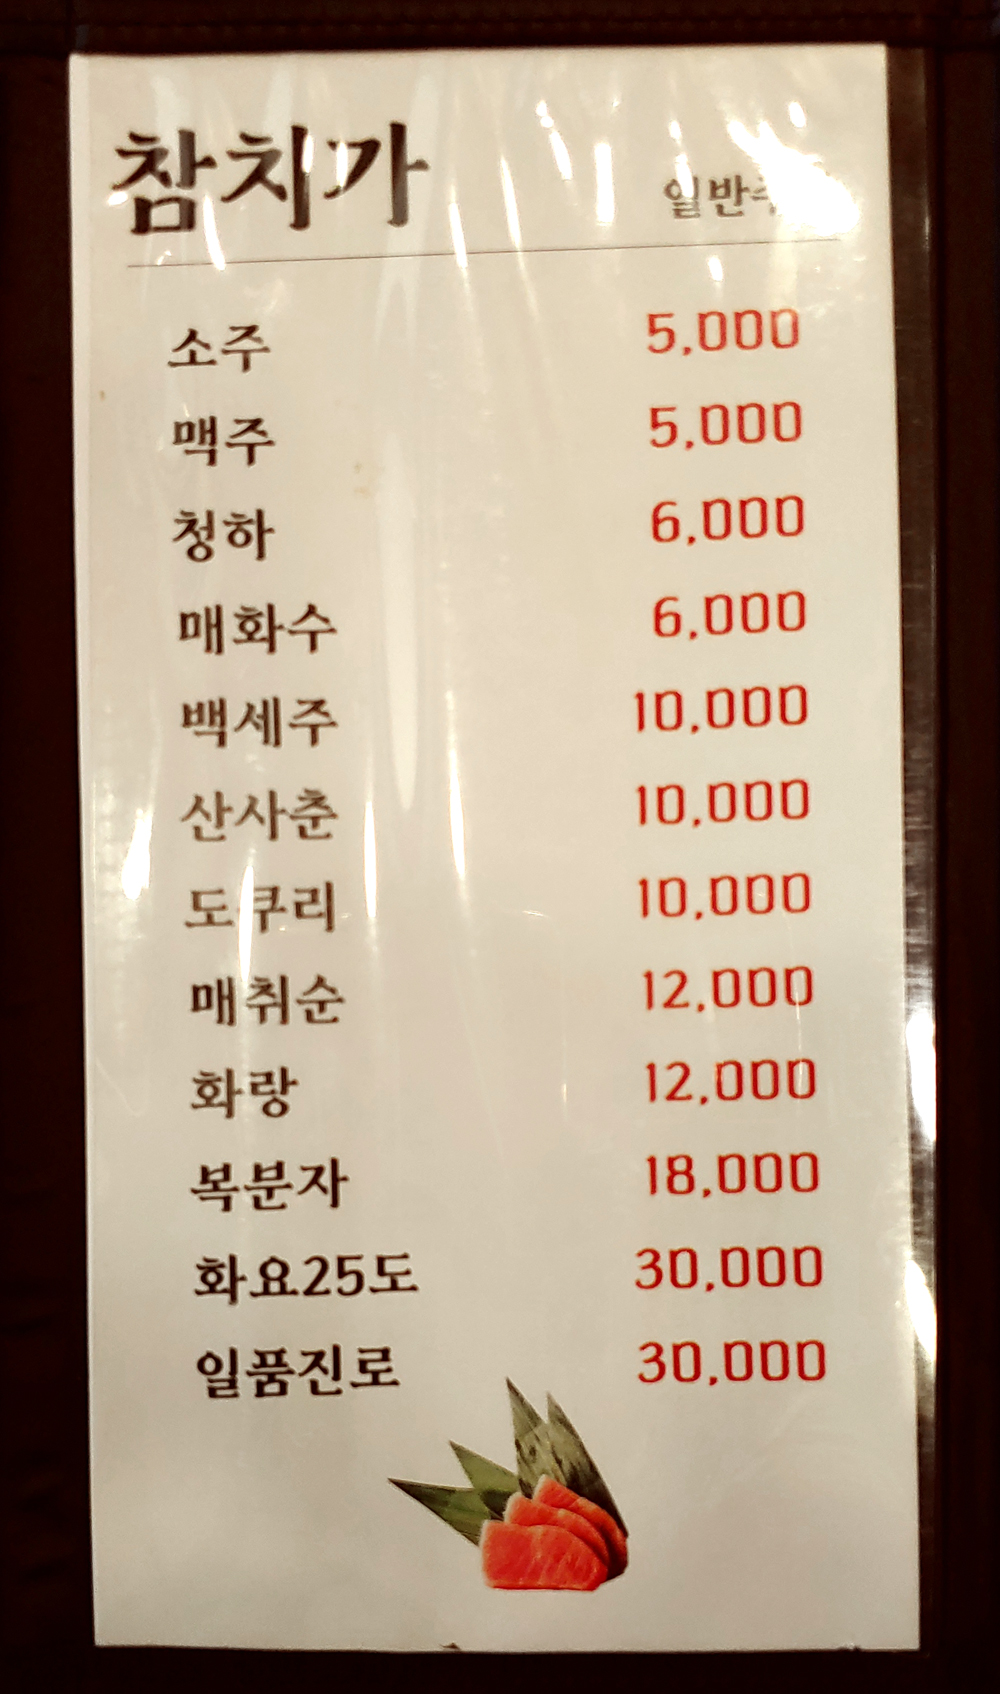 참치가
소주 5,000
맥주 5,000
청하 6,000
매화수 6,000
백세주 10,000
산사춘 10,000
도쿠리 10,000
매취순 12,000
화랑 12,000
복분자 18,000
화요25도 30,000
일품진로 30,000